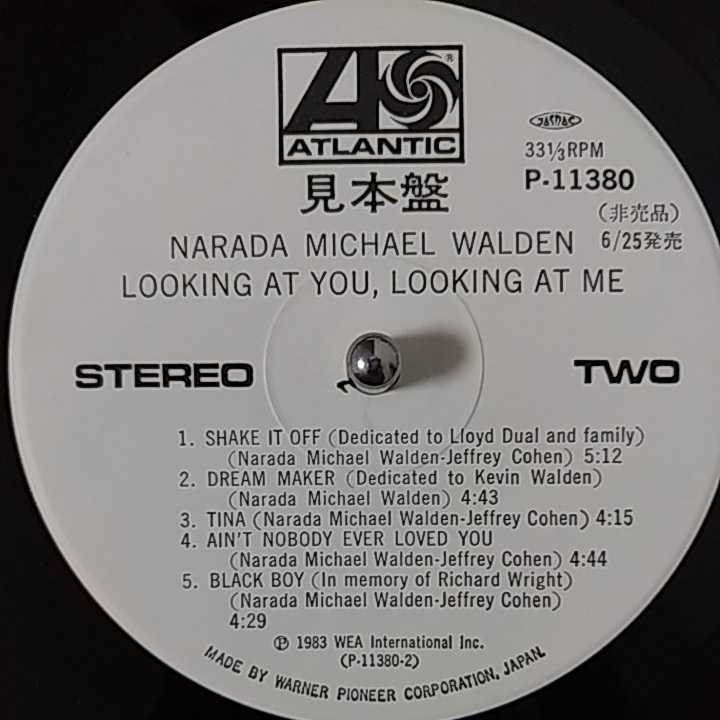 ATLANTIC
®
見本盤
JASRAC
33⅓RPM
P-11380
(非売品)
NARADA MICHAEL WALDEN 6/25発売
LOOKING AT YOU, LOOKING AT ME
STEREO TWO
1. SHAKE IT OFF (Dedicated to Lloyd Dual and family)
(Narada Michael Walden-Jeffrey Cohen) 5:12
2. DREAM MAKER (Dedicated to Kevin Walden)
(Narada Michael Walden) 4:43
3. TINA (Narada Michael Walden-Jeffrey Cohen) 4:15
4. AIN'T NOBODY EVER LOVED YOU
(Narada Michael Walden-Jeffrey Cohen) 4:44
5. BLACK BOY (In memory of Richard Wright)
(Narada Michael Walden-Jeffrey Cohen)
4:29
℗ 1983 WEA International Inc.
(P-11380-2)
MADE BY WARNER PIONEER CORPORATION, JAPAN.